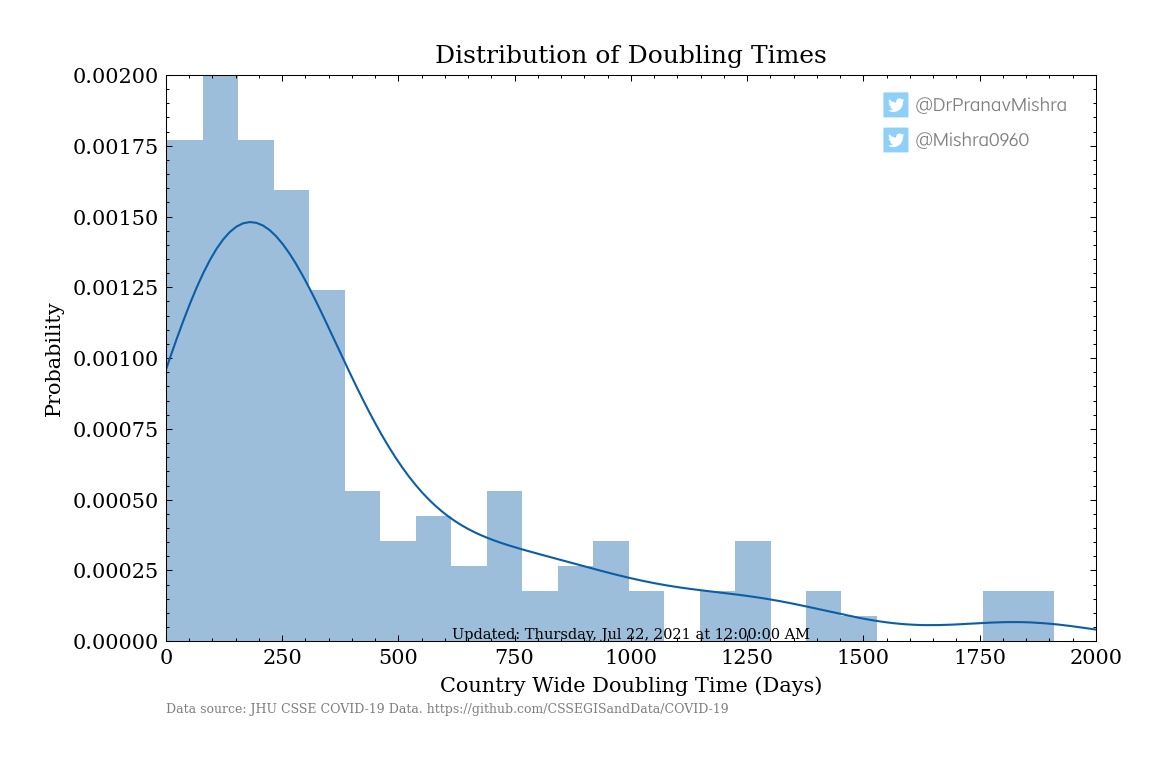 Distribution of Doubling Times
@DrPranavMishra
@Mishra0960
Probability
0.00200
0.00175
0.00150
0.00125
0.00100
0.00075
0.00050
0.00025
0.00000
Updated: Thursday, Jul 22, 2021 at 12:00:00 AM
0 250 500 750 1000 1250 1500 1750 2000
Country Wide Doubling Time (Days)
Data source: JHU CSSE COVID-19 Data. https://github.com/CSSEGISandData/COVID-19